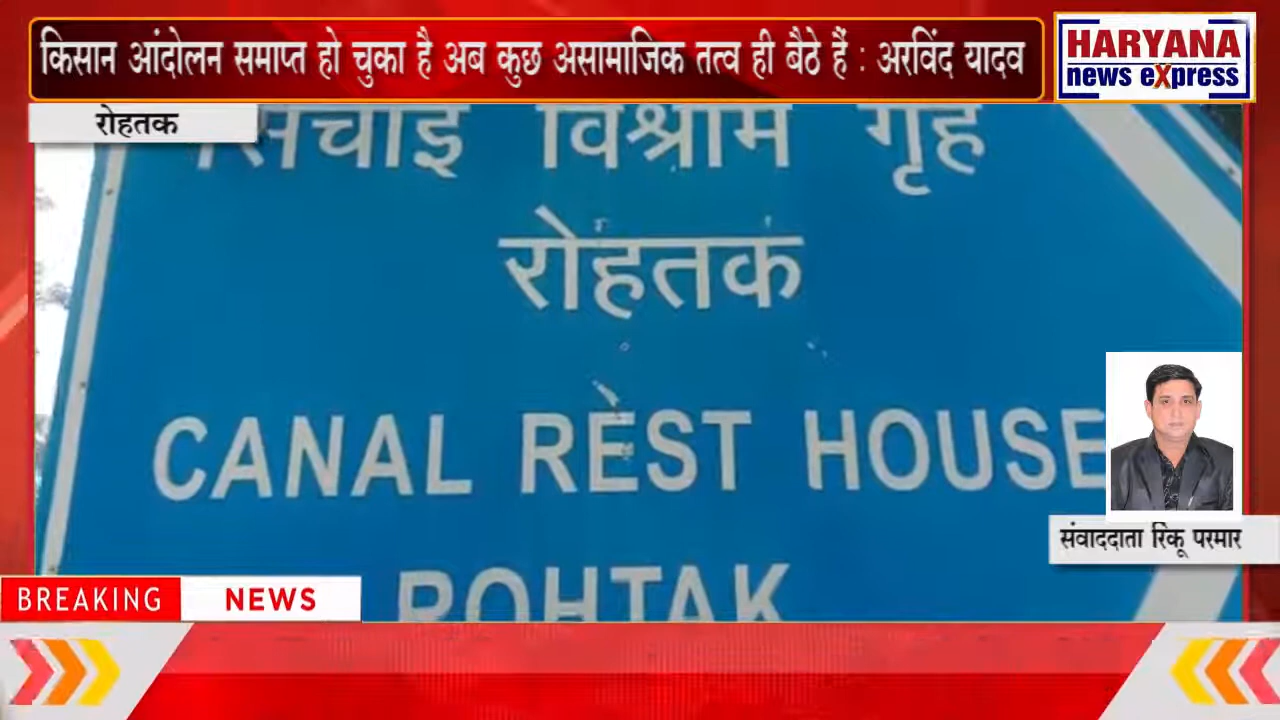 किसान आंदोलन समाप्त हो चुका है अब कुछ असामाजिक तत्व ही बैठे हैं : अरविंद यादव
HARYANA
news eXpress
रोहतक
सिंचाई विश्राम गृह
रोहतक
CANAL REST HOUSE
ROHTAK
संवाददाता रिंकू परमार
BREAKING NEWS